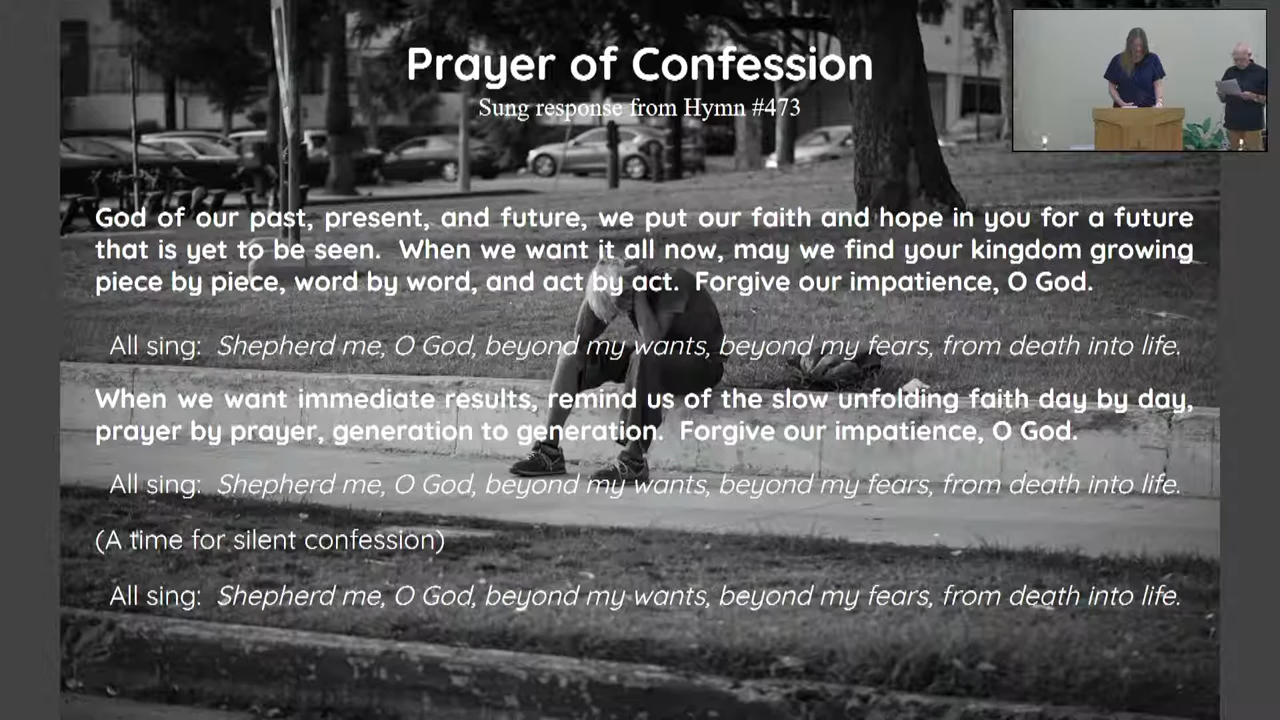 Prayer of Confession
Sung response from Hymn #473
God of our past, present, and future, we put our faith and hope in you for a future
that is yet to be seen.  When we want it all now, may we find your kingdom growing
piece by piece, word by word, and act by act.  Forgive our impatience, O God.
All sing:  Shepherd me, O God, beyond my wants, beyond my fears, from death into life.
When we want immediate results, remind us of the slow unfolding faith day by day,
prayer by prayer, generation to generation.  Forgive our impatience, O God.
All sing:  Shepherd me, O God, beyond my wants, beyond my fears, from death into life.
(A time for silent confession)
All sing:  Shepherd me, O God, beyond my wants, beyond my fears, from death into life.